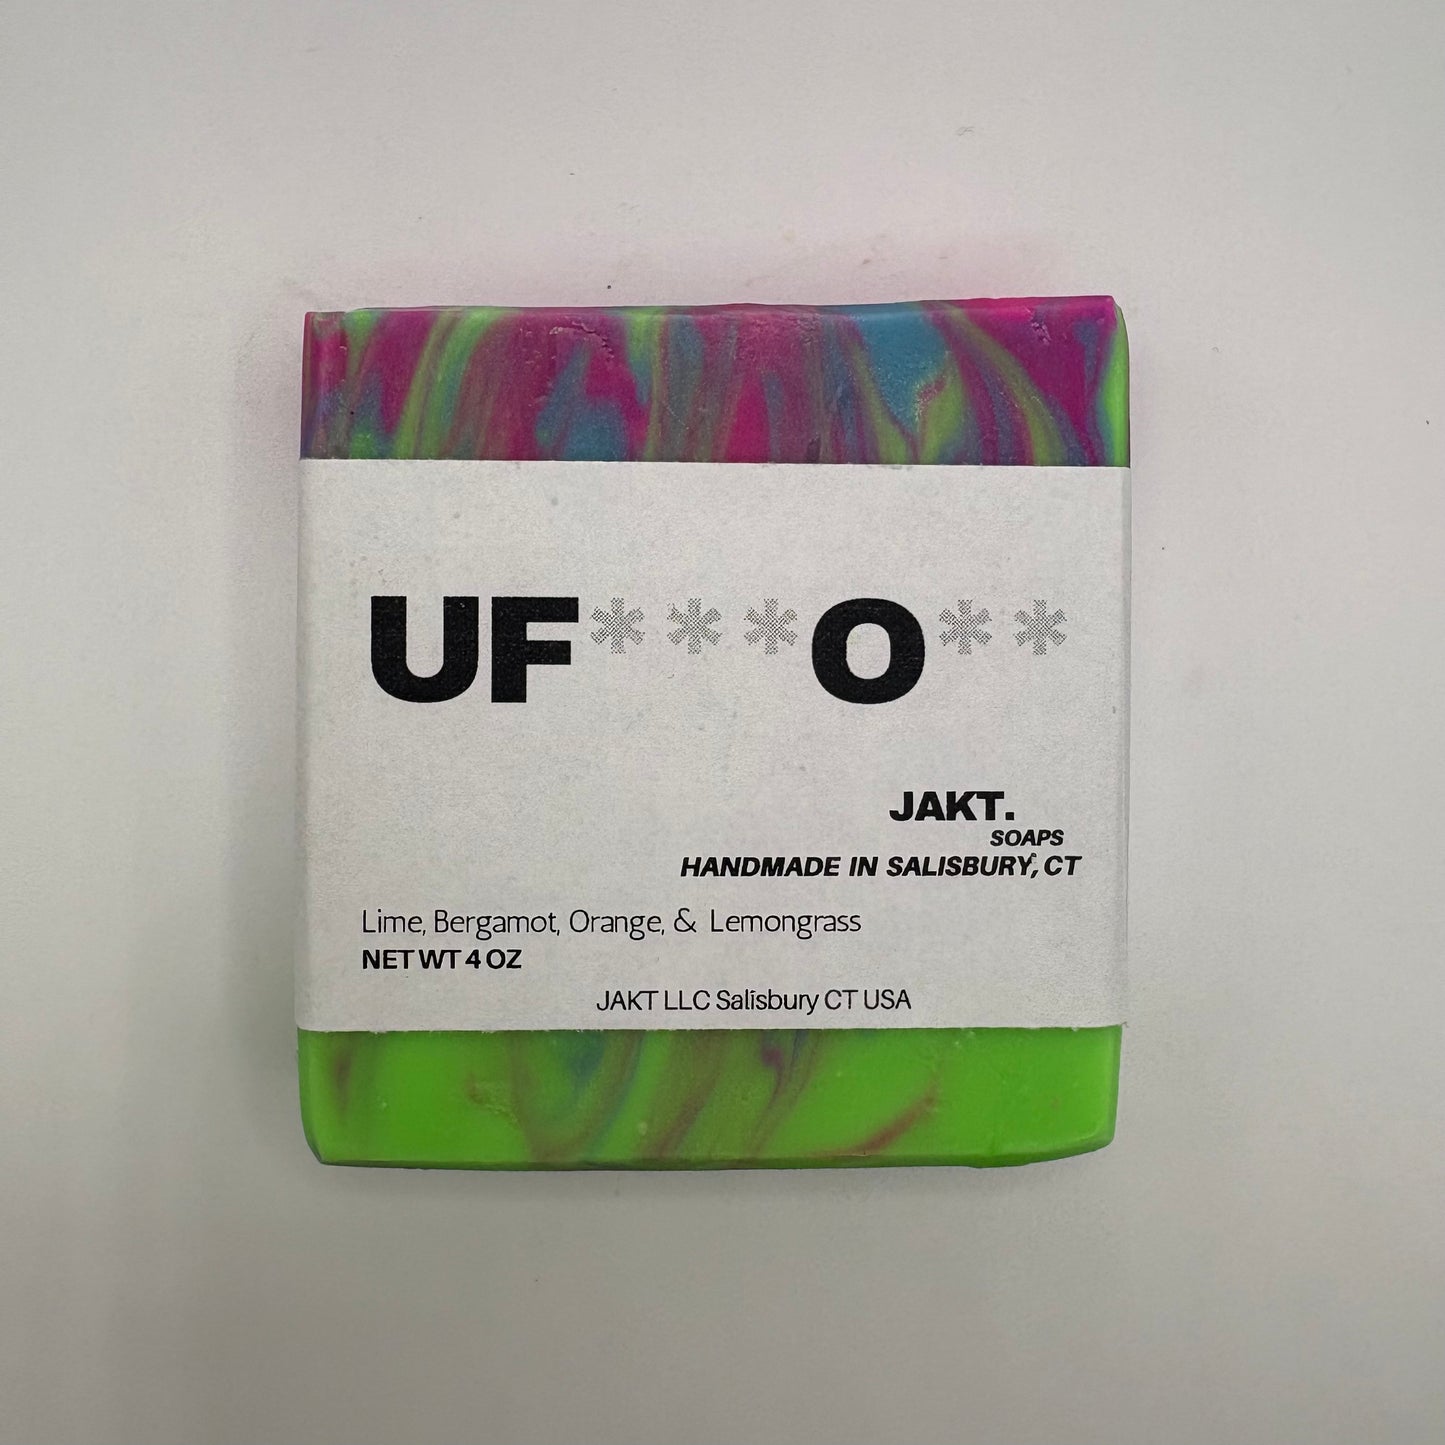 UF***O**
JAKT.
SOAPS
HANDMADE IN SALISBURY, CT
Lime, Bergamot, Orange, & Lemongrass
NET WT 4 OZ
JAKT LLC Salisbury CT USA